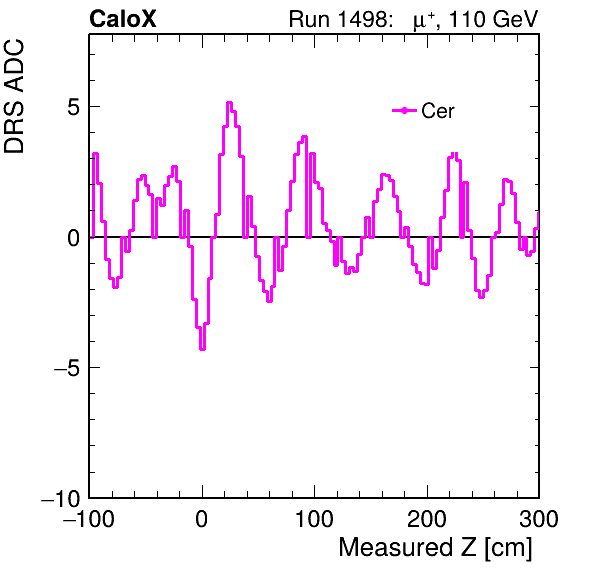 CaloX Run 1498: μ⁺, 110 GeV
DRS ADC
5
0
−5
−10
Cer
−100 0 100 200 300
Measured Z [cm]